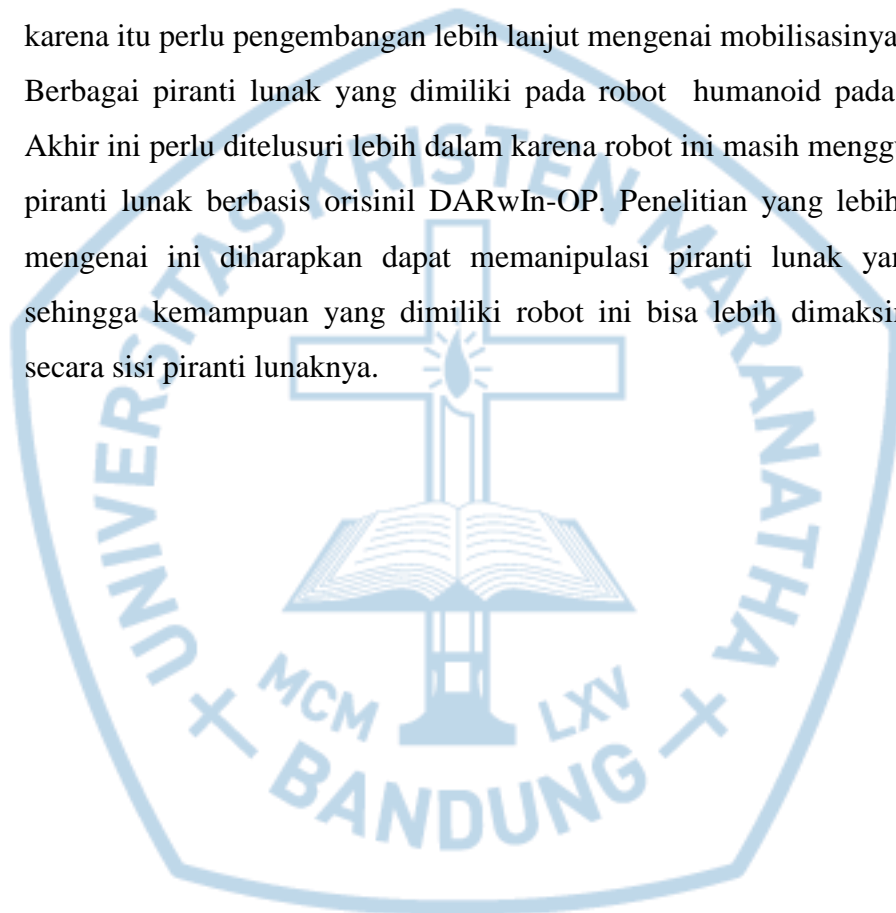 karena itu perlu pengembangan lebih lanjut mengenai mobilisasinya
Berbagai piranti lunak yang dimiliki pada robot humanoid pada
Akhir ini perlu ditelusuri lebih dalam karena robot ini masih mengg
piranti lunak berbasis orisinil DARwIn-OP. Penelitian yang lebih
mengenai ini diharapkan dapat memanipulasi piranti lunak yan
sehingga kemampuan yang dimiliki robot ini bisa lebih dimaksi
secara sisi piranti lunaknya.
UNIVERSITAS KRISTEN MARANATHA
MCM LXV
BANDUNG